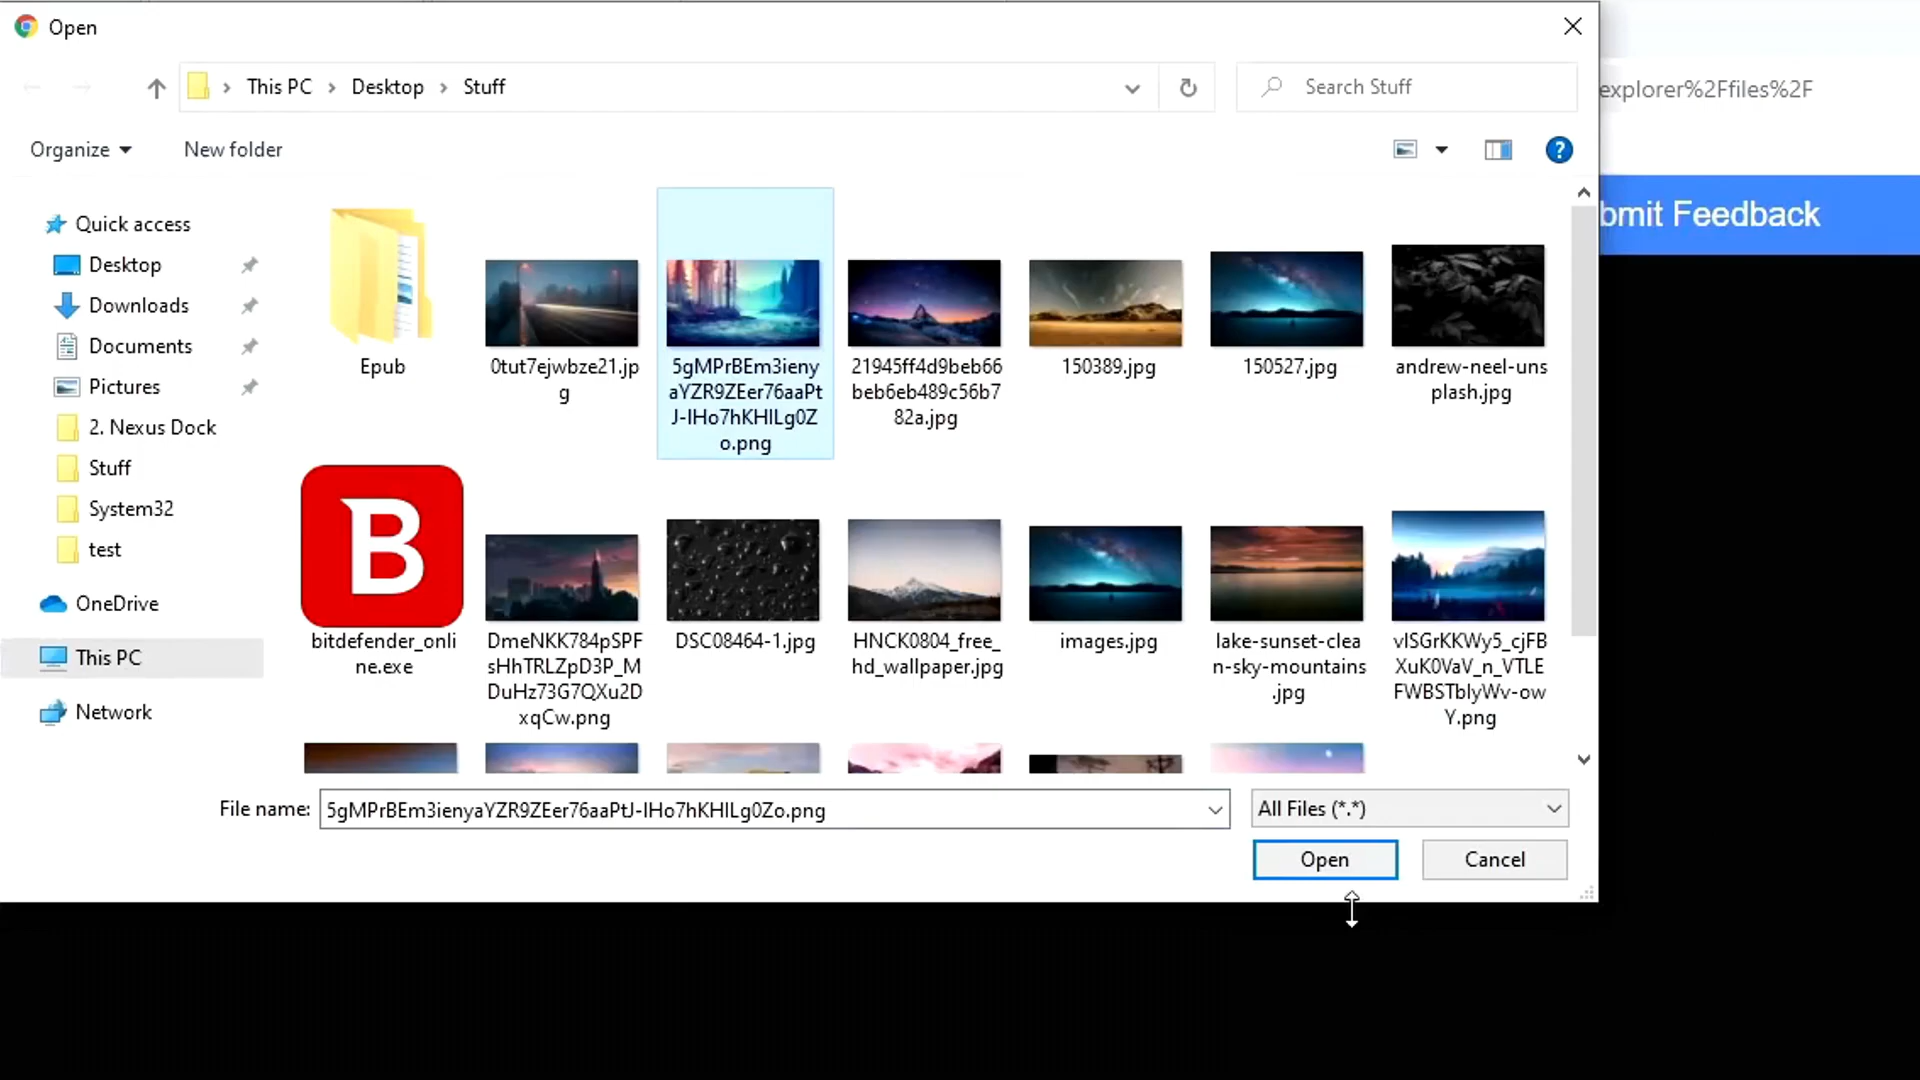 Open
This PC
Desktop
Stuff
Search Stuff
explorer%2Ffiles%2F
Organize
New folder
?
bmit Feedback
Quick access
Desktop
Downloads
Documents
Pictures
2. Nexus Dock
Stuff
System32
test
OneDrive
This PC
Network
Epub
0tut7ejwbze21.jp
g
5gMPrBEm3ieny
aYZR9ZEer76aaPt
J-IHo7hKHILg0Z
o.png
21945ff4d9beb66
beb6eb489c56b7
82a.jpg
150389.jpg
150527.jpg
andrew-neel-uns
plash.jpg
B
bitdefender_onli
ne.exe
DmeNKK784pSPF
sHhTRLZpD3P_M
DuHz73G7QXu2D
xqCw.png
DSC08464-1.jpg
HNCK0804_free_
hd_wallpaper.jpg
images.jpg
lake-sunset-clea
n-sky-mountains
.jpg
vISGrKKWy5_cjFB
XuK0VaV_n_VTLE
FWBSTblyWv-ow
Y.png
File name:
5gMPrBEm3ienyaYZR9ZEer76aaPtJ-IHo7hKHILg0Zo.png
All Files (*.*)
Open
Cancel